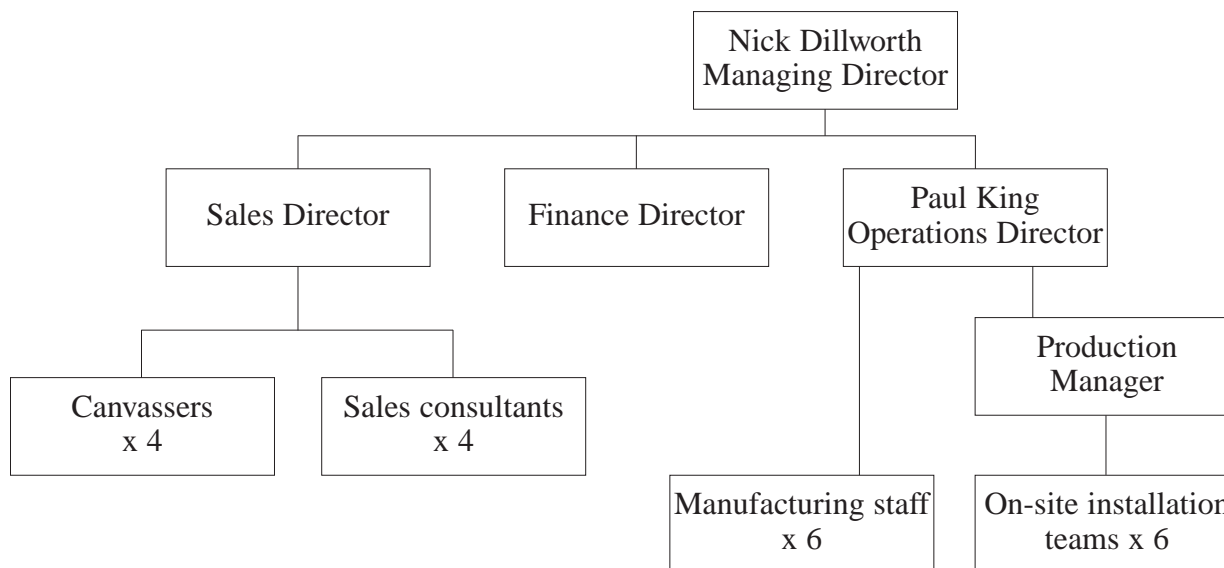 Nick Dillworth
Managing Director
Sales Director
Finance Director
Paul King
Operations Director
Production
Manager
Canvassers
x 4
Sales consultants
x 4
Manufacturing staff
x 6
On-site installation
teams x 6